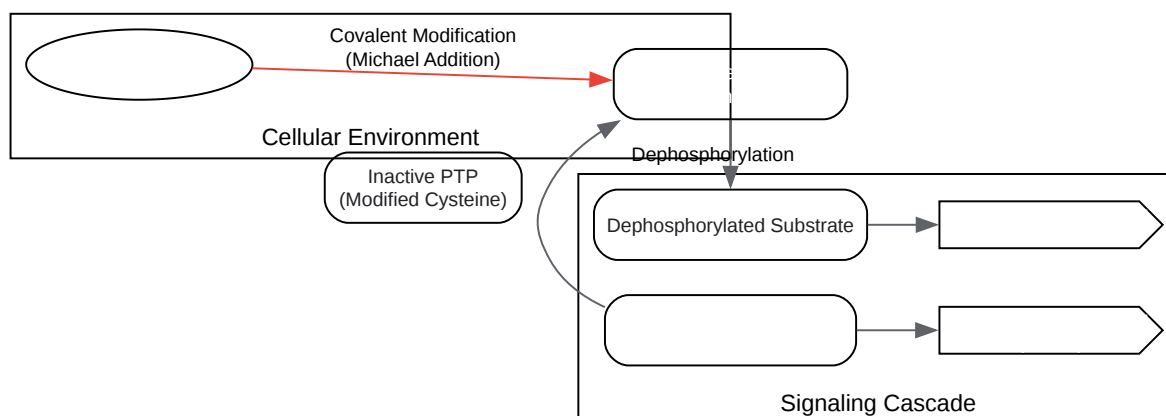 Covalent Modification
(Michael Addition)
Cellular Environment
Dephosphorylation
Inactive PTP
(Modified Cysteine)
Dephosphorylated Substrate
Signaling Cascade